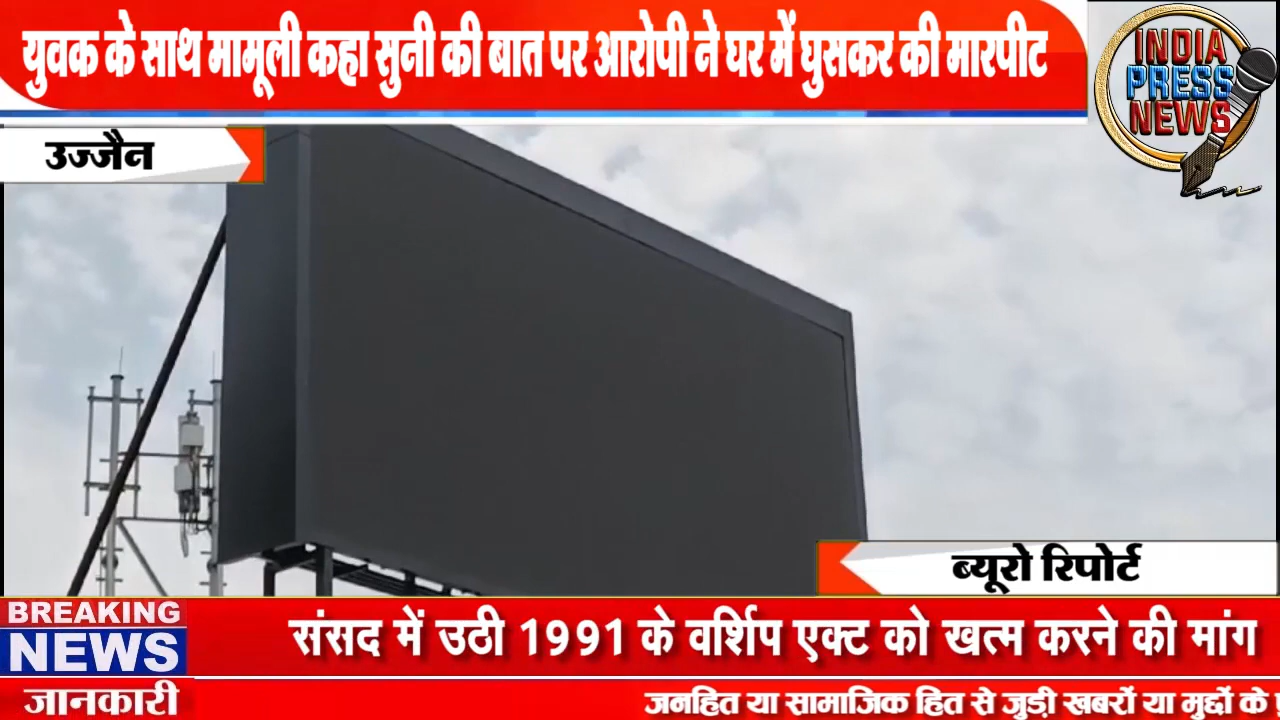 युवक के साथ मामूली कहा सुनी की बात पर आरोपी ने घर में घुसकर की मारपीट
INDIA
PRESS
NEWS
उज्जैन
ब्यूरो रिपोर्ट
BREAKING
NEWS
संसद में उठी 1991 के वर्शिप एक्ट को खत्म करने की मांग
जानकारी
जनहित या सामाजिक हित से जुड़ी खबरों या मुद्दों के